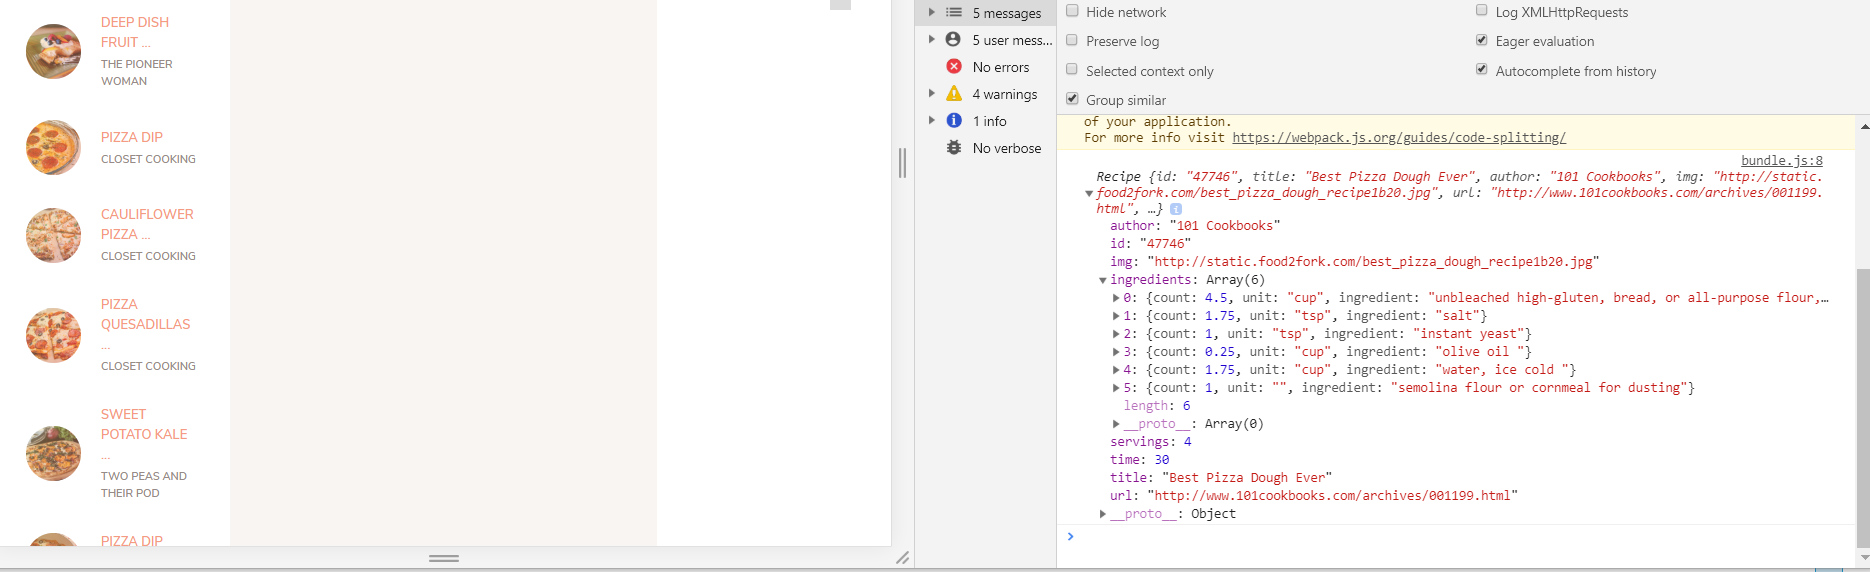 DEEP DISH
FRUIT ...
THE PIONEER
WOMAN
PIZZA DIP
CLOSET COOKING
CAULIFLOWER
PIZZA ...
CLOSET COOKING
PIZZA
QUESADILLAS
...
CLOSET COOKING
SWEET
POTATO KALE
...
TWO PEAS AND
THEIR POD
PIZZA DIP
5 messages
5 user mess...
No errors
4 warnings
1 info
No verbose
Hide network
Log XMLHttpRequests
Preserve log
Eager evaluation
Selected context only
Autocomplete from history
Group similar
of your application.
For more info visit https://webpack.js.org/guides/code-splitting/
bundle.js:8
Recipe {id: "47746", title: "Best Pizza Dough Ever", author: "101 Cookbooks", img: "http://static.
food2fork.com/best_pizza_dough_recipe1b20.jpg", url: "http://www.101cookbooks.com/archives/001199.
html", …}
author: "101 Cookbooks"
id: "47746"
img: "http://static.food2fork.com/best_pizza_dough_recipe1b20.jpg"
ingredients: Array(6)
0: {count: 4.5, unit: "cup", ingredient: "unbleached high-gluten, bread, or all-purpose flour,…
1: {count: 1.75, unit: "tsp", ingredient: "salt"}
2: {count: 1, unit: "tsp", ingredient: "instant yeast"}
3: {count: 0.25, unit: "cup", ingredient: "olive oil "}
4: {count: 1.75, unit: "cup", ingredient: "water, ice cold "}
5: {count: 1, unit: "", ingredient: "semolina flour or cornmeal for dusting"}
length: 6
__proto__: Array(0)
servings: 4
time: 30
title: "Best Pizza Dough Ever"
url: "http://www.101cookbooks.com/archives/001199.html"
__proto__: Object